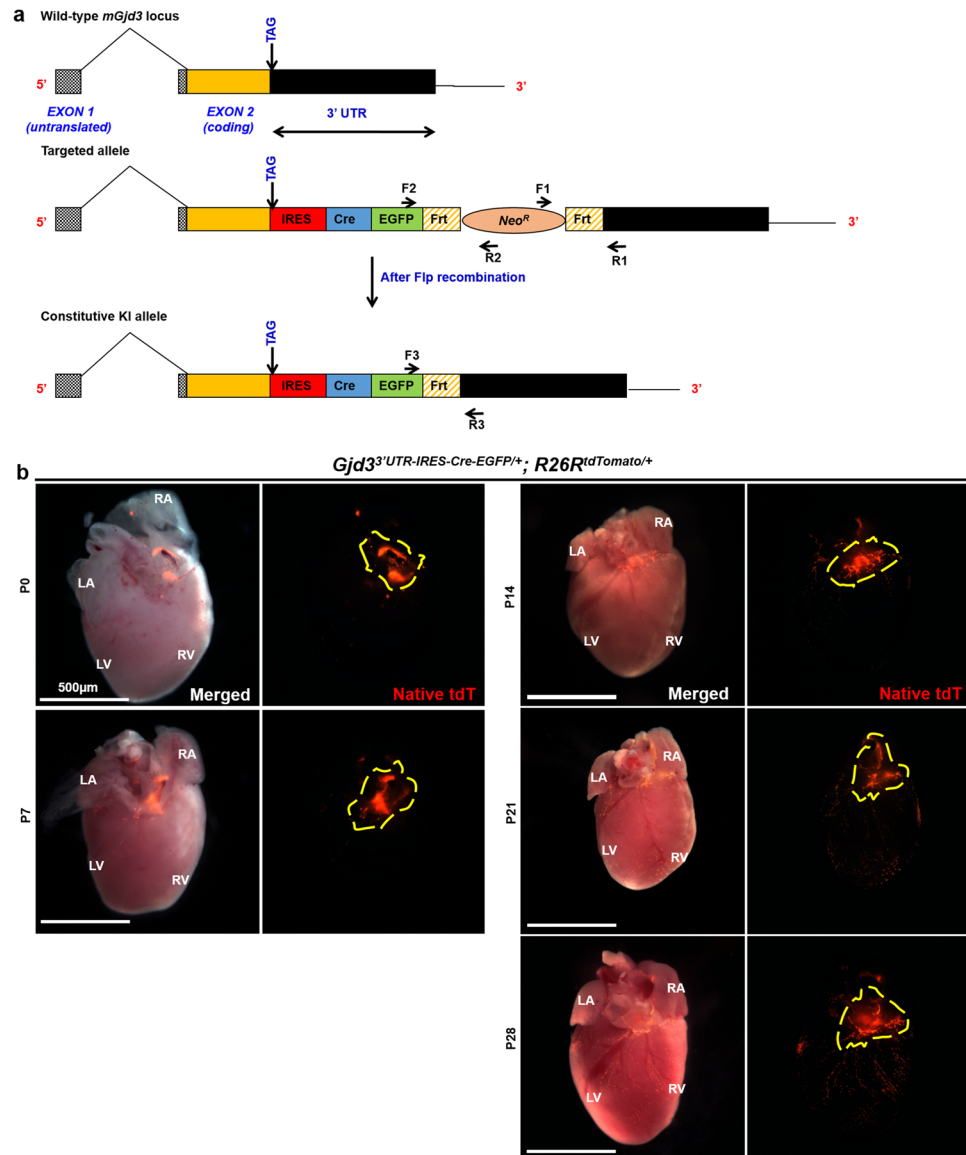 a
Wild-type mGjd3 locus
TAG
5’
3’
EXON 1
(untranslated)
EXON 2
(coding)
3’ UTR
Targeted allele
TAG
F2
F1
5’
IRES
Cre
EGFP
Frt
NeoR
Frt
3’
R2
R1
After Flp recombination
Constitutive KI allele
TAG
F3
5’
IRES
Cre
EGFP
Frt
3’
R3
b
Gjd3 3’UTR-IRES-Cre-EGFP/+; R26R tdTomato/+
P0
RA
LA
LV
RV
500µm
Merged
Native tdT
P14
RA
LA
LV
RV
Merged
Native tdT
P7
RA
LA
LV
RV
P21
RA
LA
LV
RV
P28
RA
LA
LV
RV